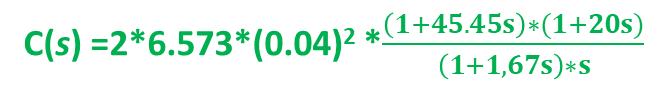 C(s) =2*6.573*(0.04)² *(1+45.45s)∗(1+20s)/(1+1,67s)∗s